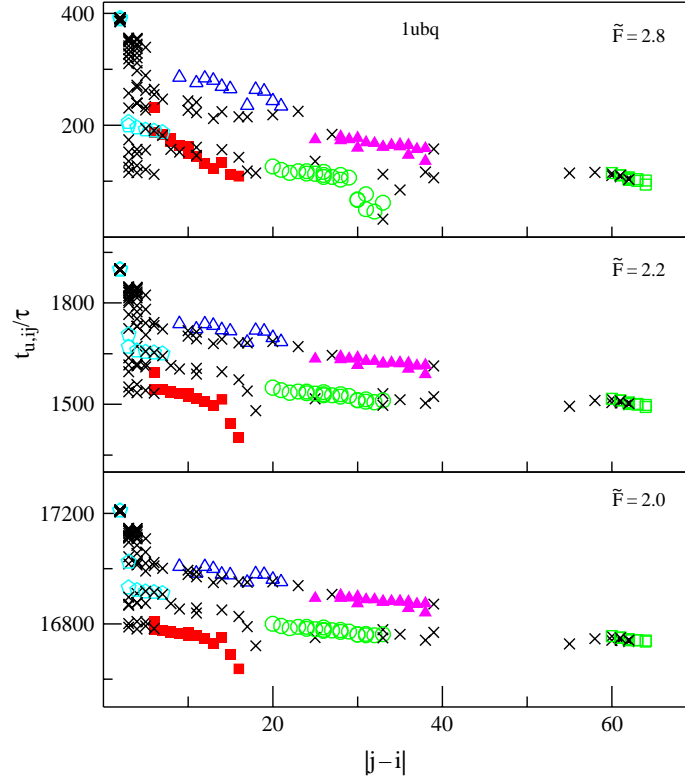 400
200
1ubq
F̃ = 2.8
1800
1500
t_{u,ij}/τ
F̃ = 2.2
17200
16800
F̃ = 2.0
20
40
60
|j−i|